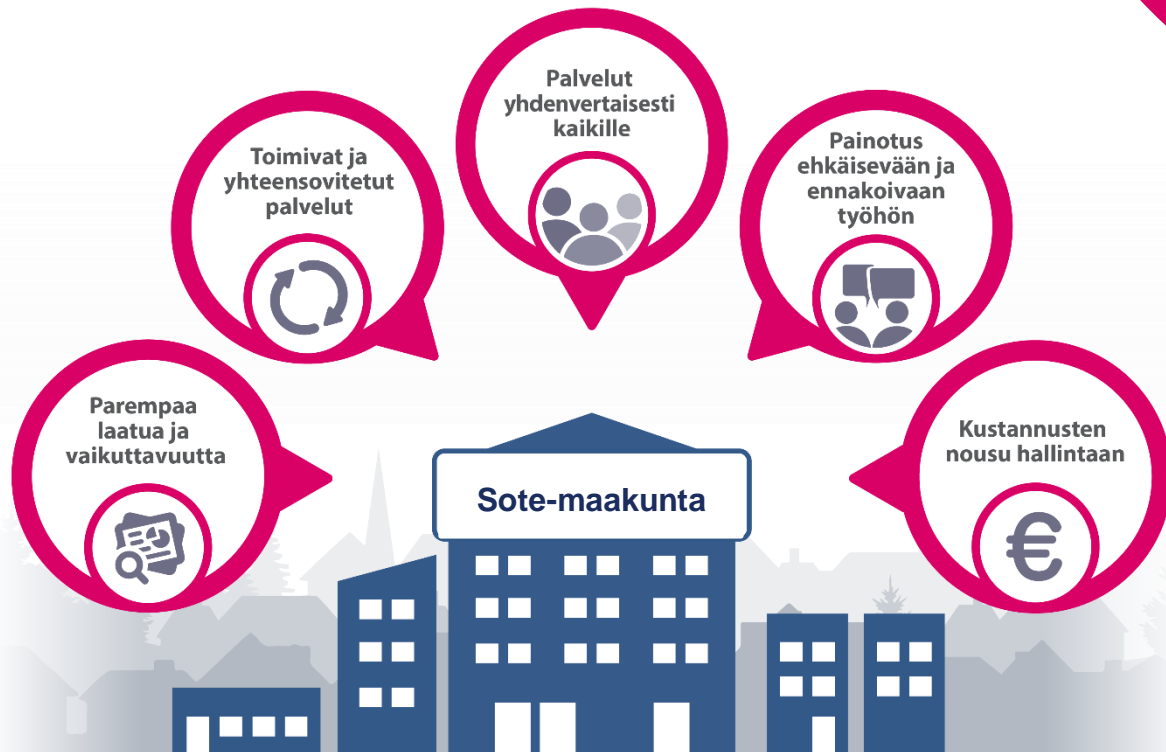 Parempaa
laatua ja
vaikuttavuutta
Toimivat ja
yhteensovitetut
palvelut
Palvelut
yhdenvertaisesti
kaikille
Painotus
ehkäisevään ja
ennakoivaan
työhön
Kustannusten
nousu hallintaan
€
Sote-maakunta